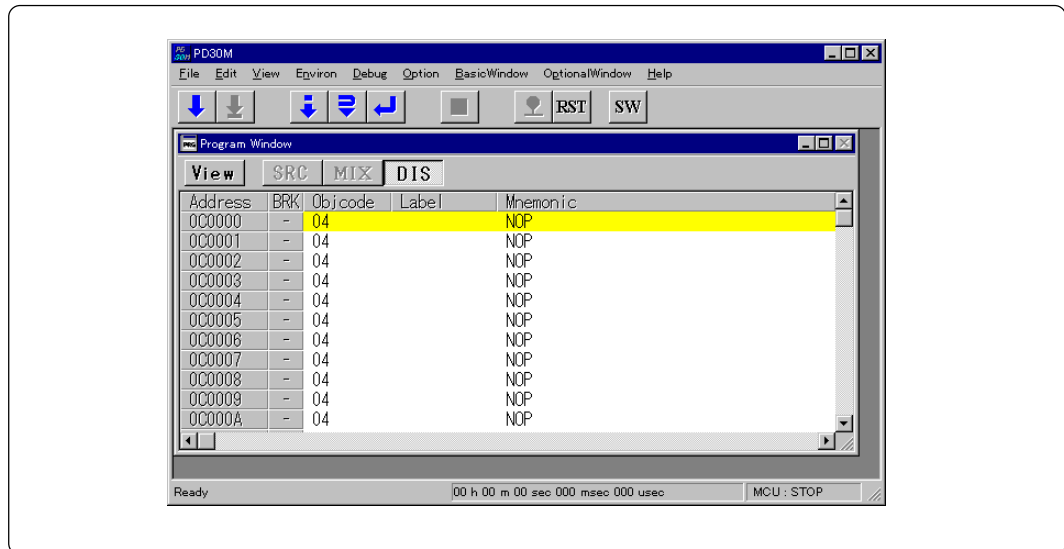 PD30M
File Edit View Environ Debug Option BasicWindow OptionalWindow Help
RST SW
Program Window
View SRC MIX DIS
Address BRK Objcode Label Mnemonic
0C0000 - 04 NOP
0C0001 - 04 NOP
0C0002 - 04 NOP
0C0003 - 04 NOP
0C0004 - 04 NOP
0C0005 - 04 NOP
0C0006 - 04 NOP
0C0007 - 04 NOP
0C0008 - 04 NOP
0C0009 - 04 NOP
0C000A - 04 NOP
Ready 00 h 00 m 00 sec 000 msec 000 usec MCU : STOP